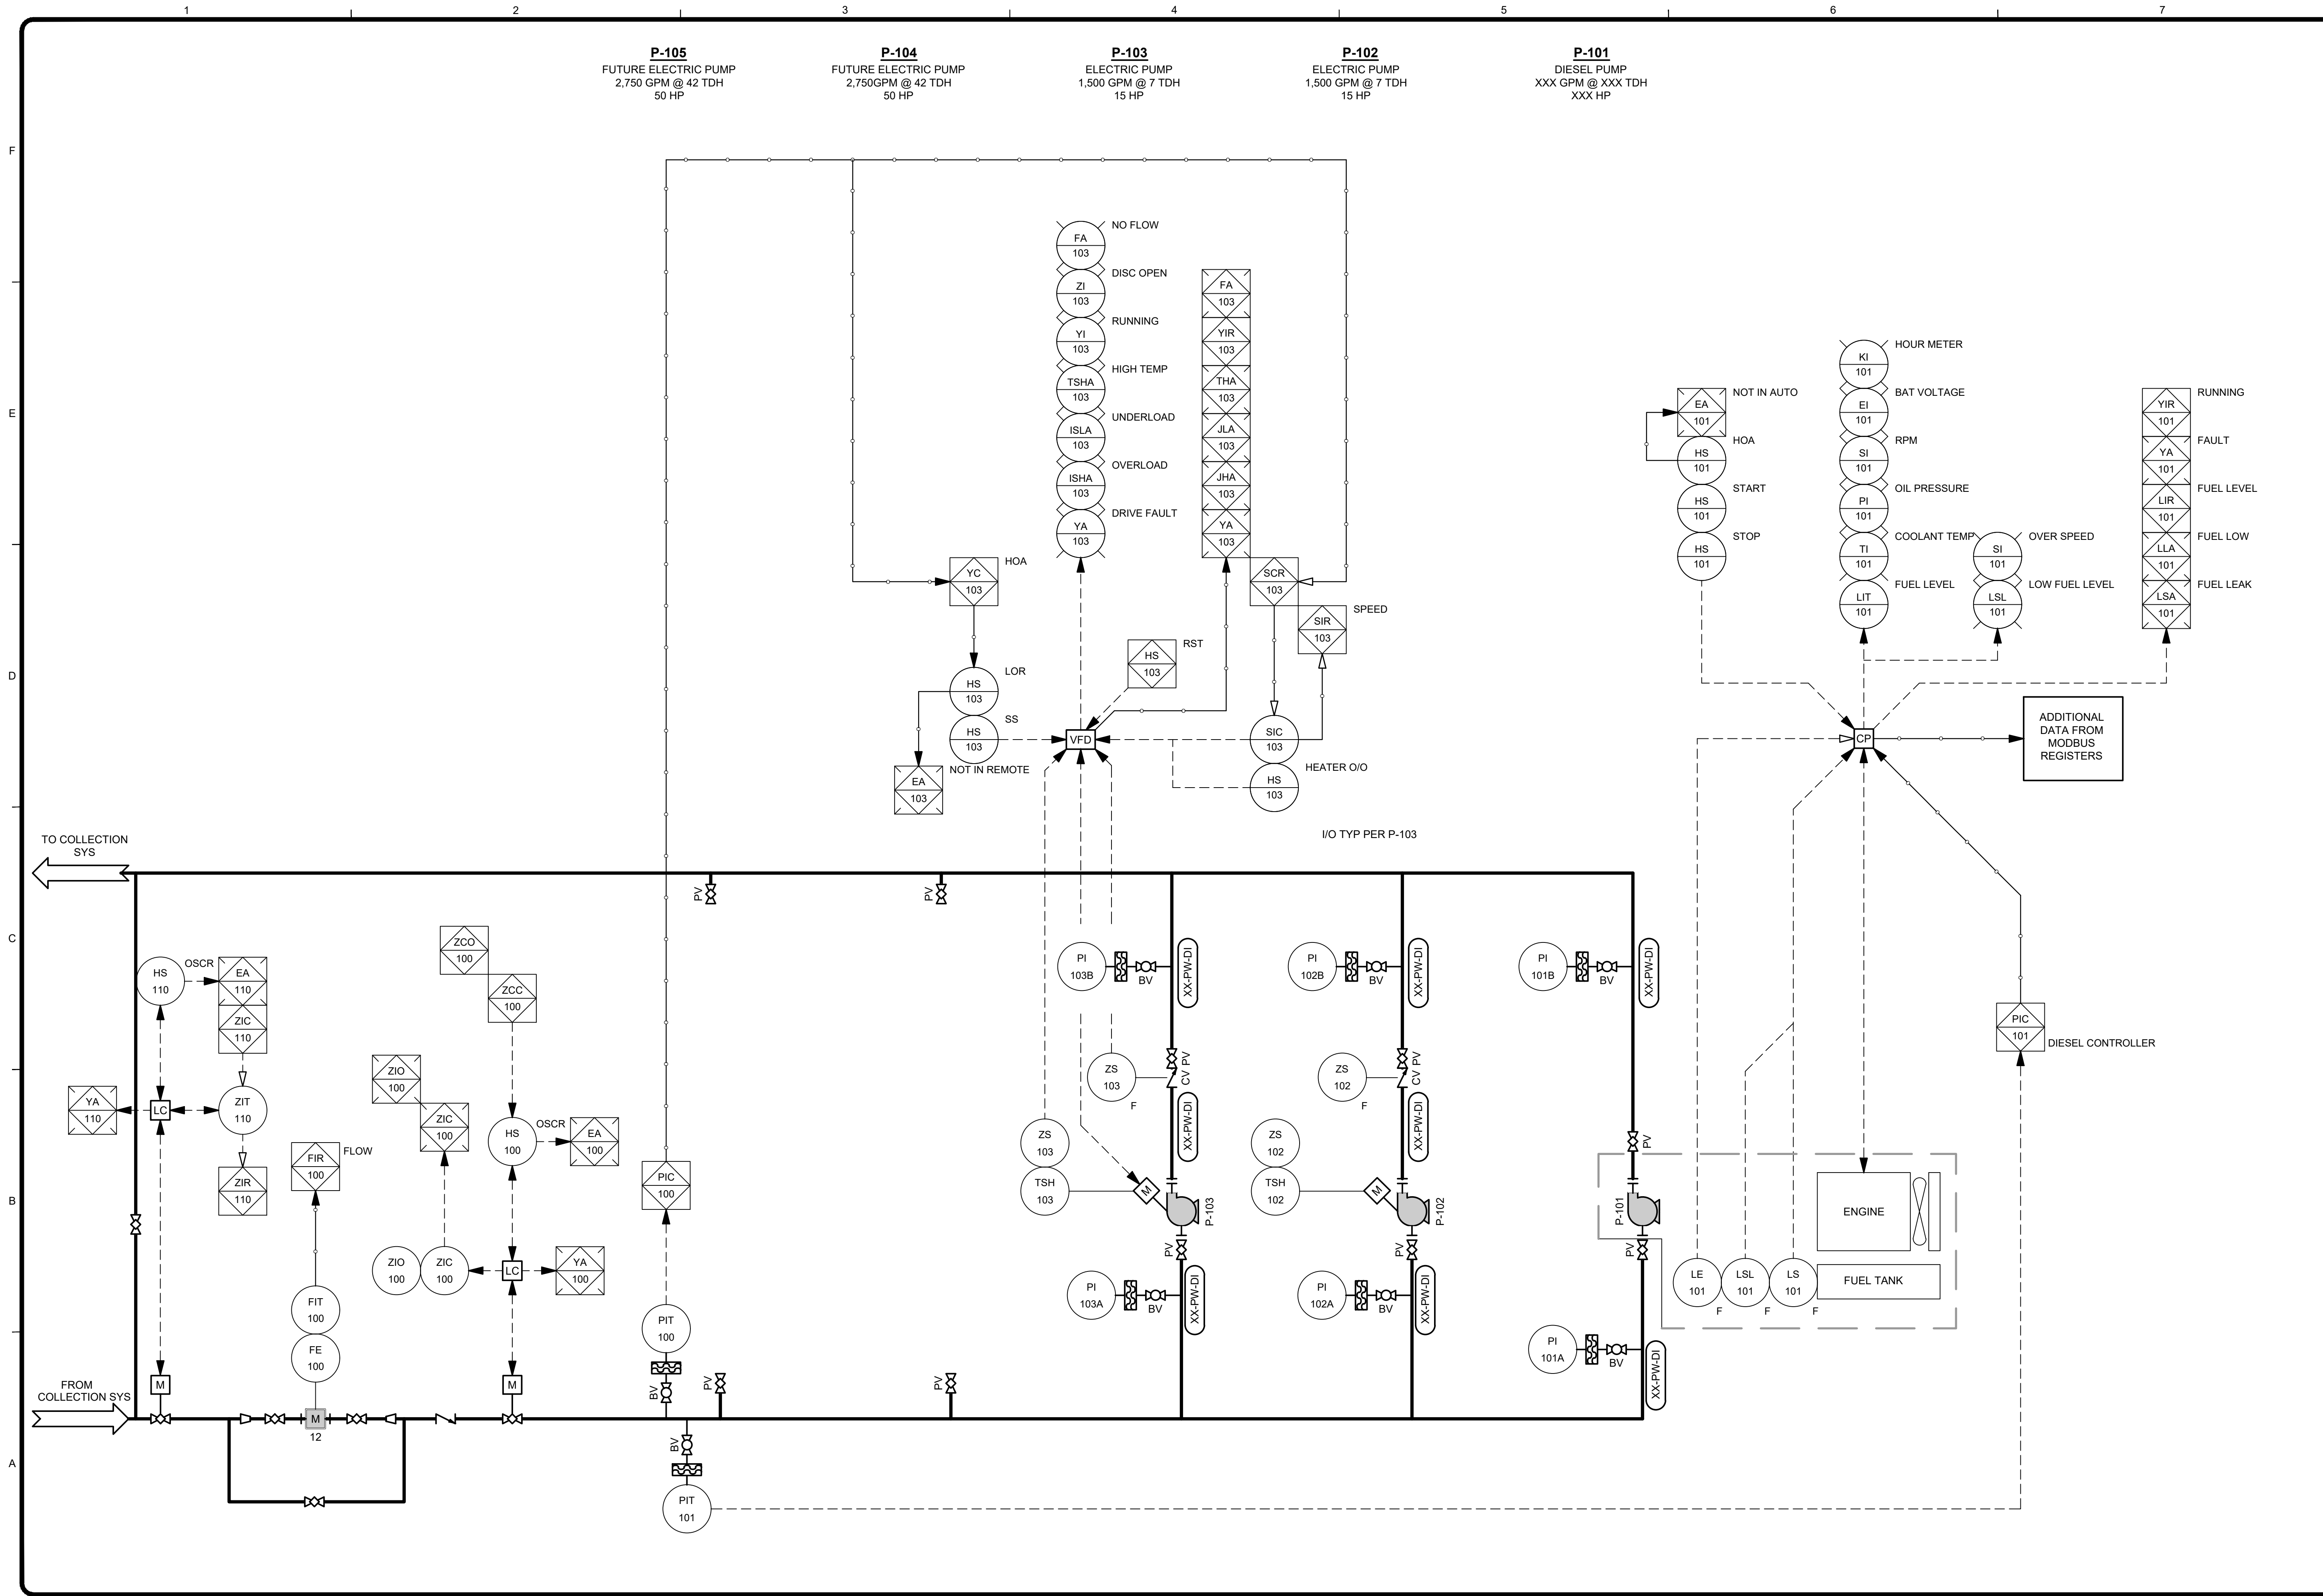 1
2
3
4
5
6
7
F
E
D
C
B
A
P-105
FUTURE ELECTRIC PUMP
2,750 GPM @ 42 TDH
50 HP
P-104
FUTURE ELECTRIC PUMP
2,750GPM @ 42 TDH
50 HP
P-103
ELECTRIC PUMP
1,500 GPM @ 7 TDH
15 HP
P-102
ELECTRIC PUMP
1,500 GPM @ 7 TDH
15 HP
P-101
DIESEL PUMP
XXX GPM @ XXX TDH
XXX HP
FA
103
NO FLOW
ZI
103
DISC OPEN
YI
103
RUNNING
TSHA
103
HIGH TEMP
ISLA
103
UNDERLOAD
ISHA
103
OVERLOAD
YA
103
DRIVE FAULT
FA
103
YIR
103
THA
103
JLA
103
JHA
103
YA
103
YC
103
HOA
HS
103
LOR
HS
103
SS
EA
103
NOT IN REMOTE
VFD
HS
103
RST
SCR
103
SIR
103
SPEED
SIC
103
HS
103
HEATER O/O
I/O TYP PER P-103
EA
101
NOT IN AUTO
HS
101
HOA
HS
101
START
HS
101
STOP
KI
101
HOUR METER
EI
101
BAT VOLTAGE
SI
101
RPM
PI
101
OIL PRESSURE
TI
101
COOLANT TEMP
LIT
101
FUEL LEVEL
SI
101
OVER SPEED
LSL
101
LOW FUEL LEVEL
YIR
101
RUNNING
YA
101
FAULT
LIR
101
FUEL LEVEL
LLA
101
FUEL LOW
LSA
101
FUEL LEAK
CP
ADDITIONAL
DATA FROM
MODBUS
REGISTERS
TO COLLECTION
SYS
PV
PV
HS
110
OSCR
EA
110
ZIC
110
YA
110
LC
ZIT
110
ZIR
110
M
FIR
100
FLOW
FIT
100
FE
100
M
12
ZCO
100
ZCC
100
ZIO
100
ZIC
100
HS
100
OSCR
EA
100
ZIO
100
ZIC
100
LC
YA
100
M
PIC
100
PIT
100
BV
PV
PV
BV
PIT
101
FROM
COLLECTION SYS
PI
103B
BV
XX-PW-DI
ZS
103
F
CV PV
XX-PW-DI
ZS
103
TSH
103
M
P-103
PV
PI
103A
BV
XX-PW-DI
PI
102B
BV
XX-PW-DI
ZS
102
F
CV PV
XX-PW-DI
ZS
102
TSH
102
M
P-102
PV
PI
102A
BV
XX-PW-DI
PI
101B
BV
XX-PW-DI
PV
P-101
PV
PI
101A
BV
XX-PW-DI
LE
101
F
LSL
101
F
LS
101
F
ENGINE
FUEL TANK
PIC
101
DIESEL CONTROLLER